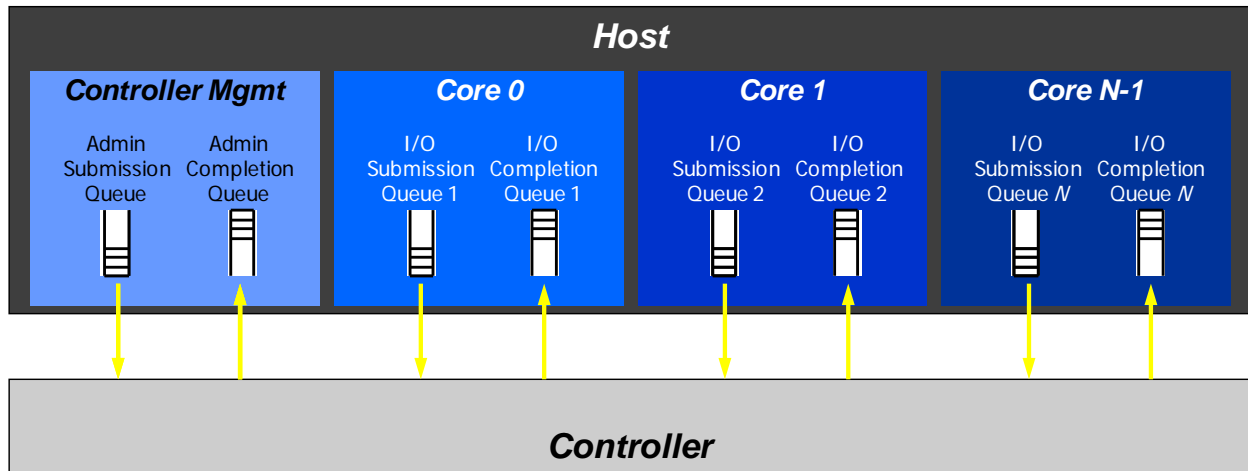 Host
Controller Mgmt
Admin
Submission
Queue
Admin
Completion
Queue
Core 0
I/O
Submission
Queue 1
I/O
Completion
Queue 1
Core 1
I/O
Submission
Queue 2
I/O
Completion
Queue 2
Core N-1
I/O
Submission
Queue N
I/O
Completion
Queue N
Controller